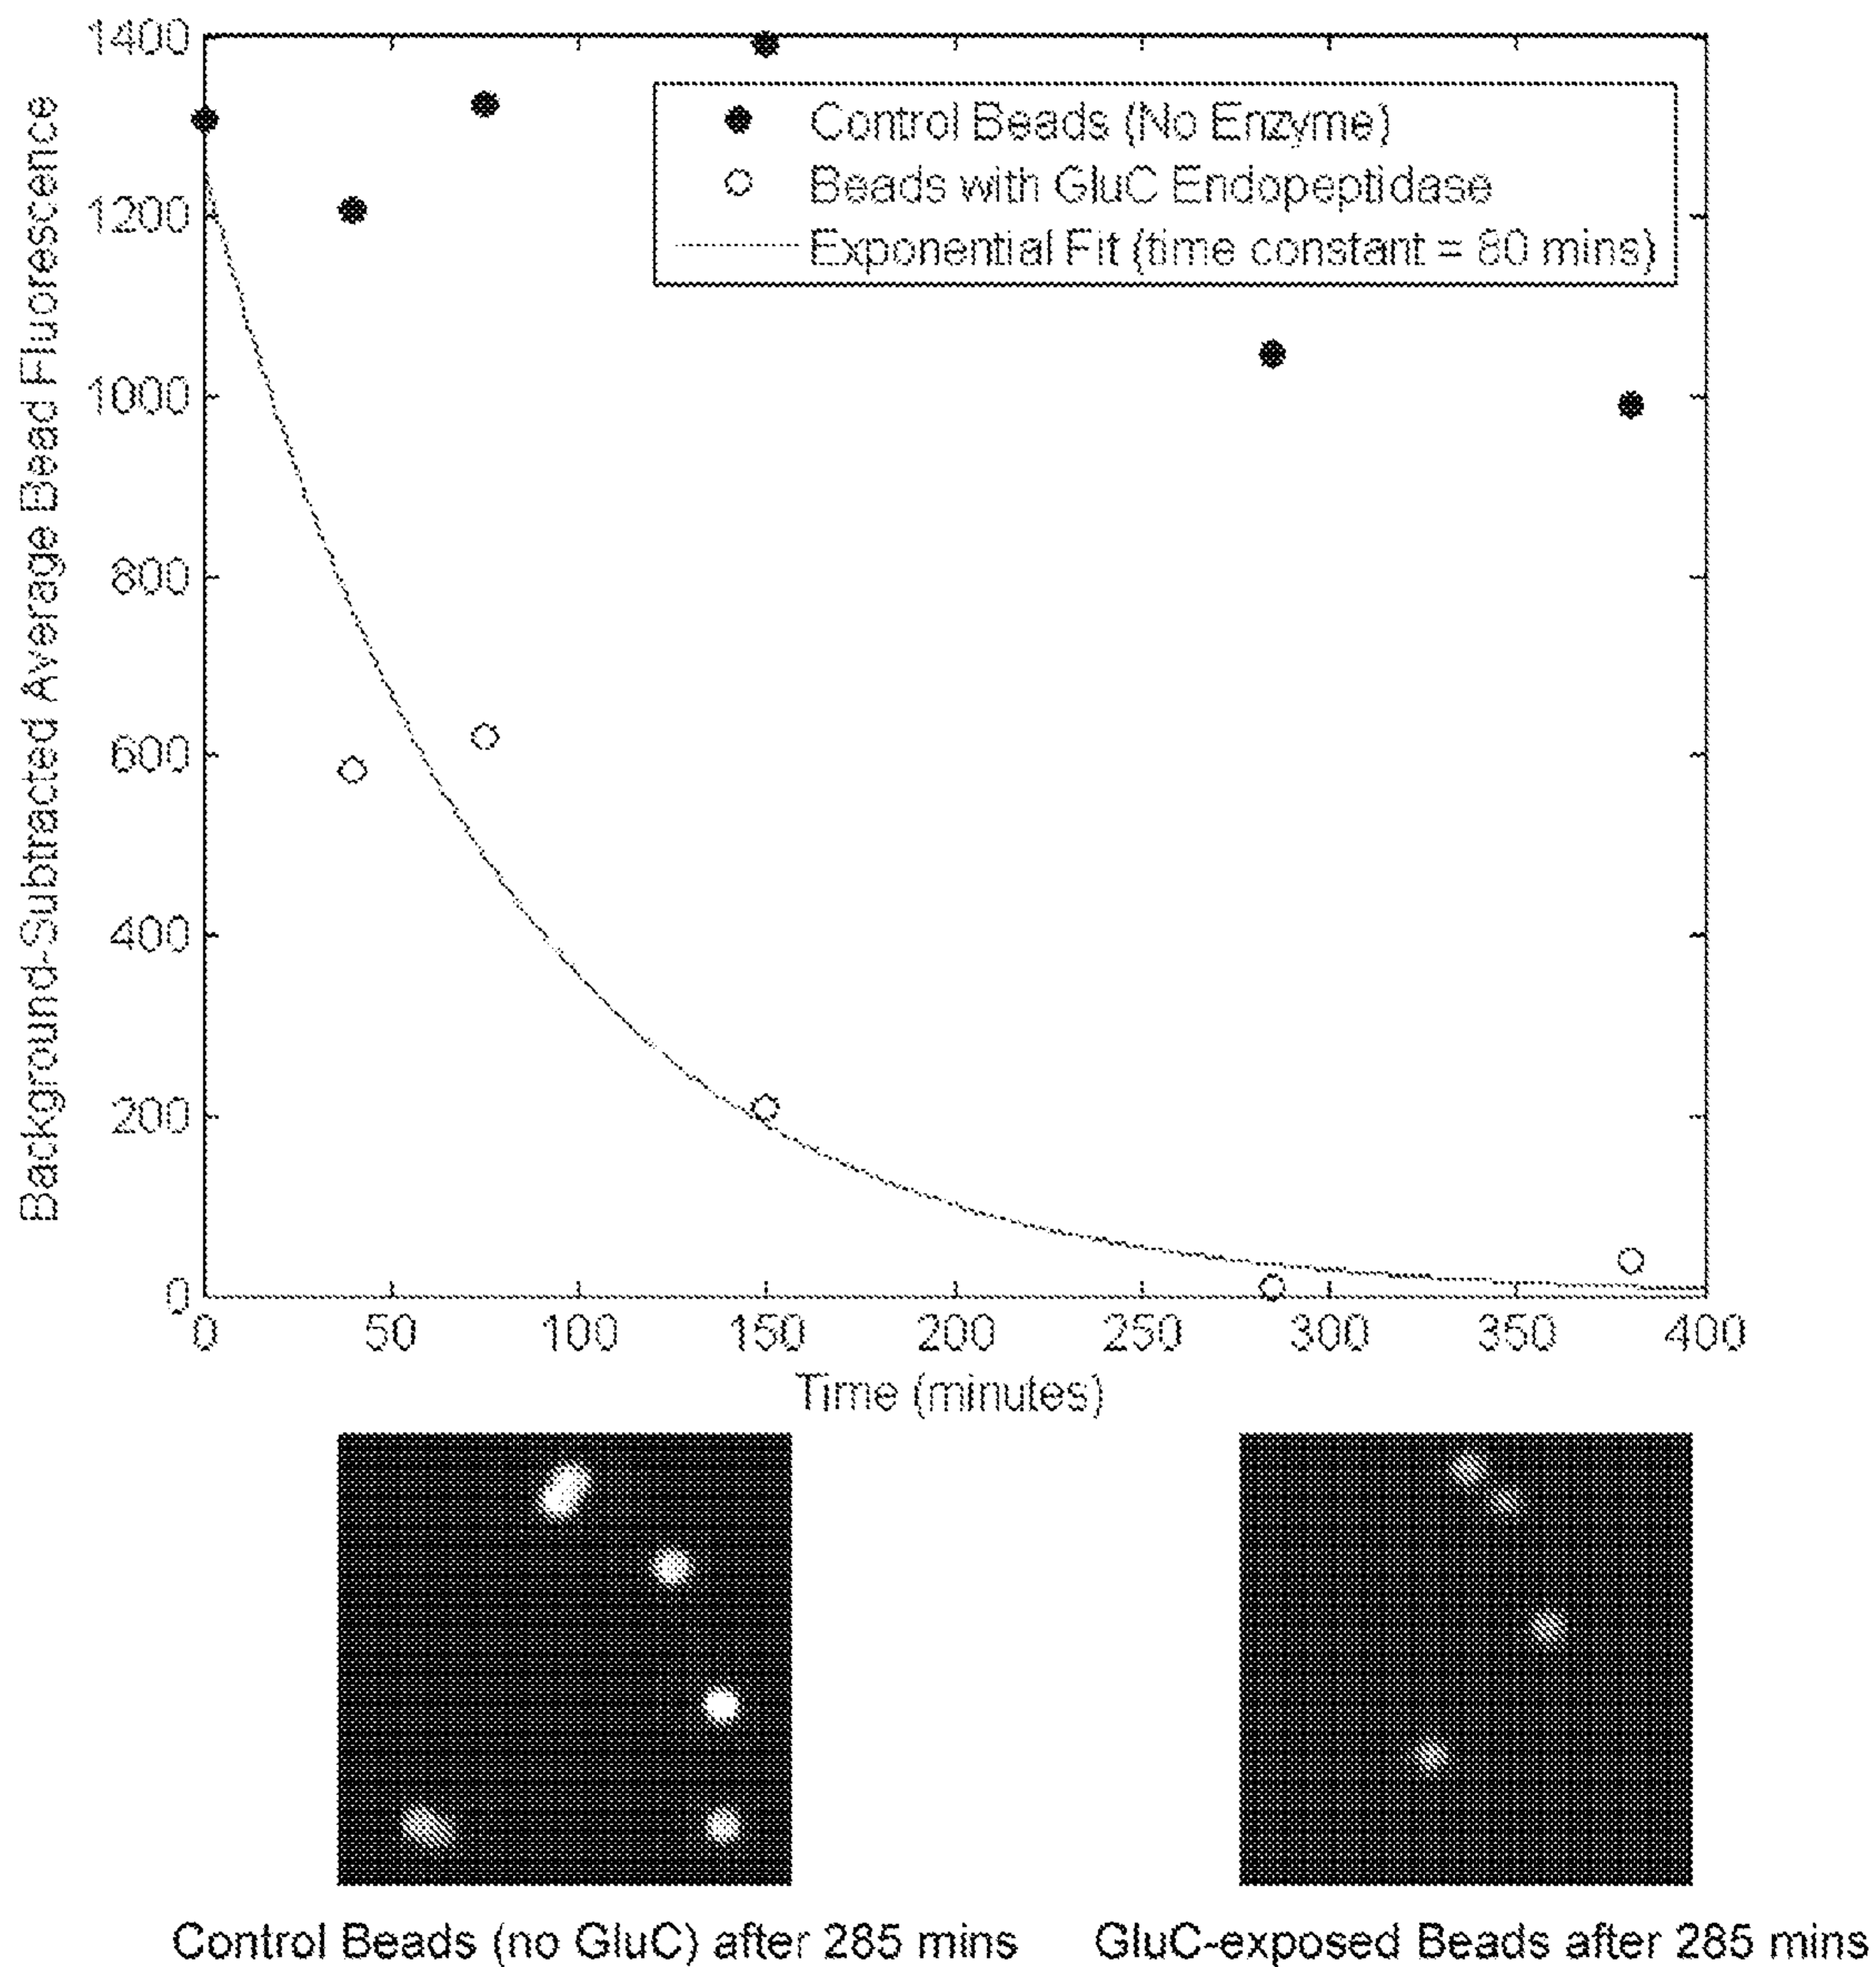 Background-Subtracted Average Bead Fluorescence
1400
1200
1000
800
600
400
200
0
Control Beads (No Enzyme)
Beads with GluC Endopeptidase
Exponential Fit (time constant = 80 mins)
0 50 100 150 200 250 300 350 400
Time (minutes)
Control Beads (no GluC) after 285 mins
GluC-exposed Beads after 285 mins